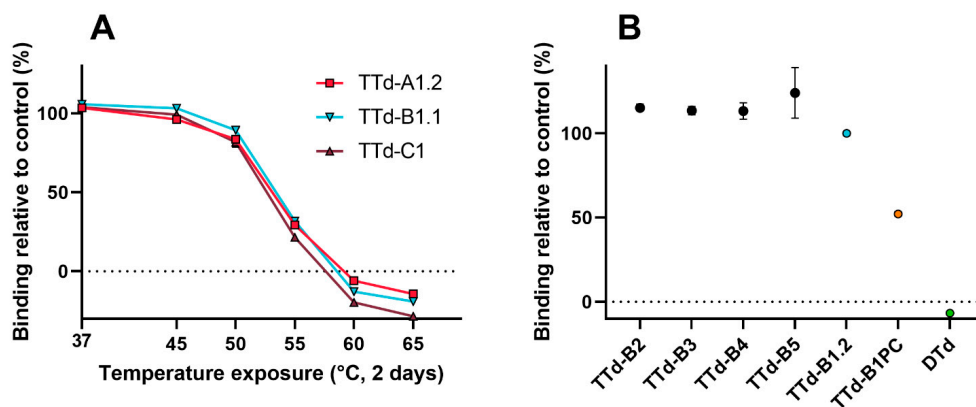 A
Binding relative to control (%)
100
50
0
37
45
50
55
60
65
Temperature exposure (°C, 2 days)
TTd-A1.2
TTd-B1.1
TTd-C1
B
Binding relative to control (%)
100
50
0
TTd-B2
TTd-B3
TTd-B4
TTd-B5
TTd-B1.2
TTd-B1PC
DTd